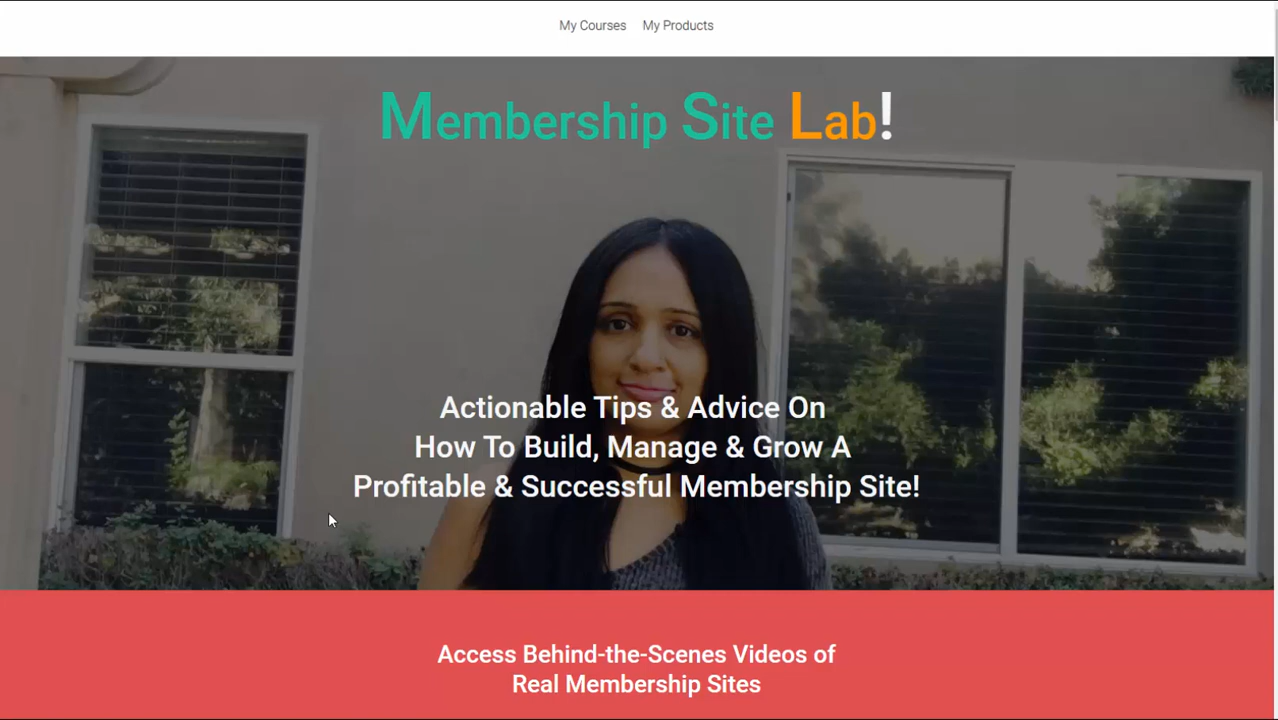 My Courses My Products
Membership Site Lab!
Actionable Tips & Advice On
How To Build, Manage & Grow A
Profitable & Successful Membership Site!
Access Behind-the-Scenes Videos of
Real Membership Sites